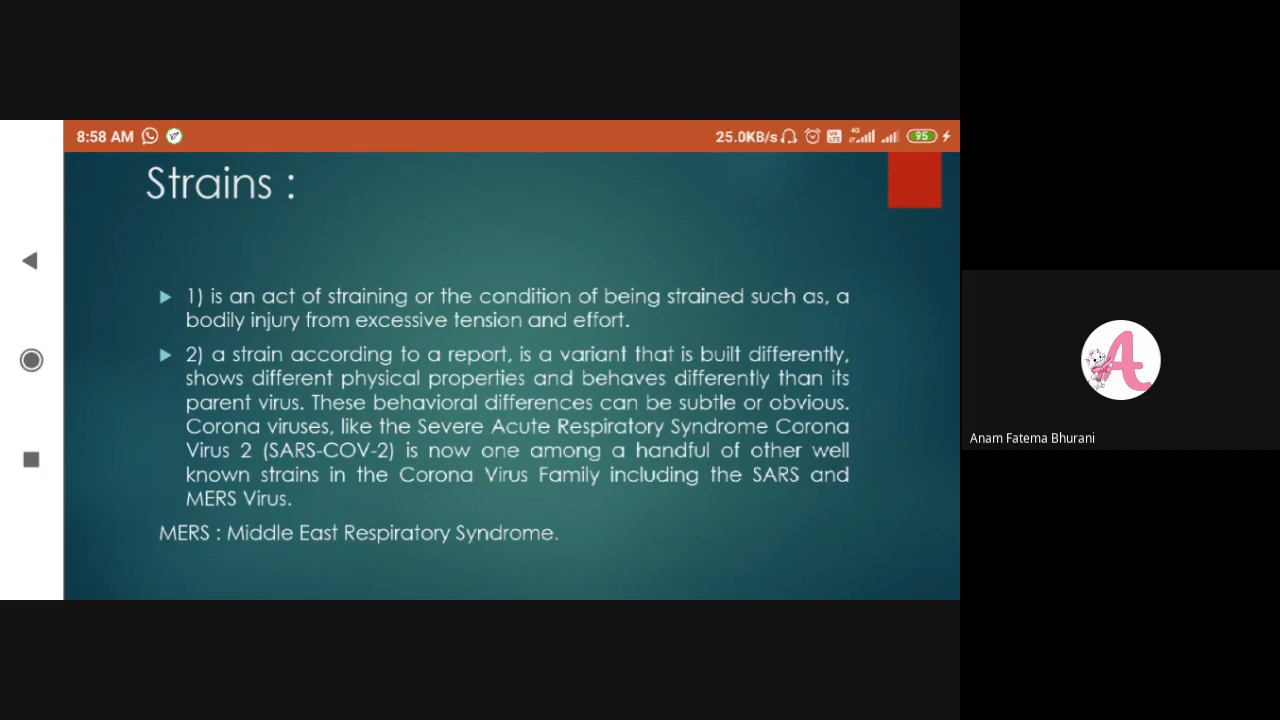 8:58 AM
25.0KB/s 4G 95
Strains :
1) is an act of straining or the condition of being strained such as, a
bodily injury from excessive tension and effort.
2) a strain according to a report, is a variant that is built differently,
shows different physical properties and behaves differently than its
parent virus. These behavioral differences can be subtle or obvious.
Corona viruses, like the Severe Acute Respiratory Syndrome Corona
Virus 2 (SARS-COV-2) is now one among a handful of other well
known strains in the Corona Virus Family including the SARS and
MERS Virus.
MERS : Middle East Respiratory Syndrome.
A
Anam Fatema Bhurani